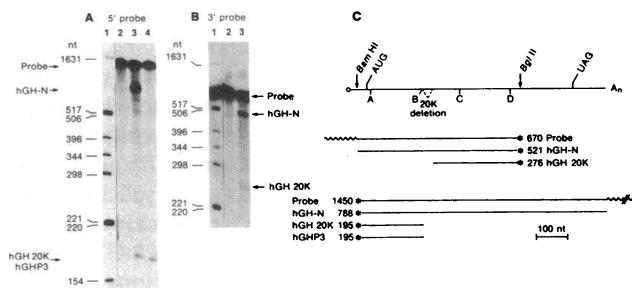 A 5' probe
nt 1 2 3 4
1631
Probe
hGH-N
517
506
396
344
298
221
220
hGH 20K
hGHP3
154
B 3' probe
nt 1 2 3
1631
Probe
517
506
hGH-N
396
344
298
hGH 20K
221
220
C
Bam HI
AUG
Bgl II
UAG
A B C D An
20K
deletion
670 Probe
521 hGH-N
276 hGH 20K
Probe 1450
hGH-N 788
hGH 20K 195
hGHP3 195
100 nt